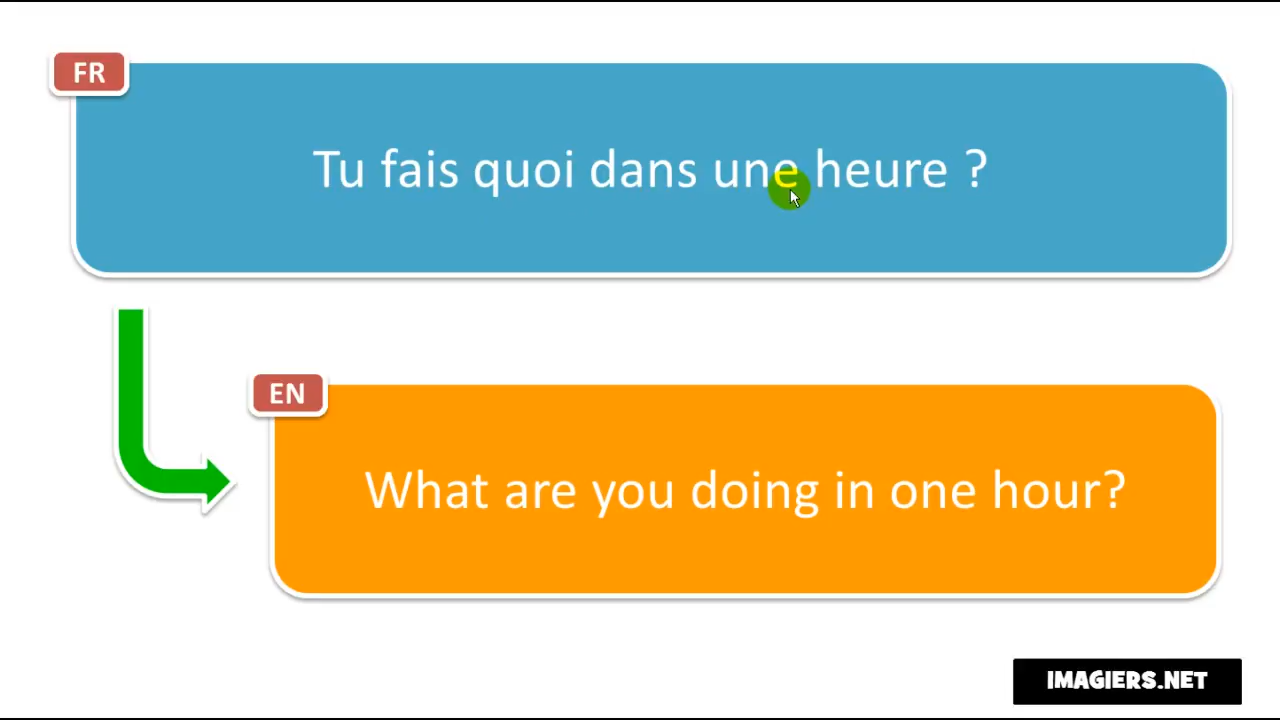 FR
Tu fais quoi dans une heure ?
EN
What are you doing in one hour?
IMAGIERS.NET